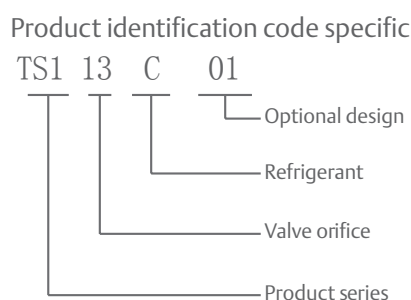 Product identification code specific
TS1 13 C 01
Optional design
Refrigerant
Valve orifice
Product series